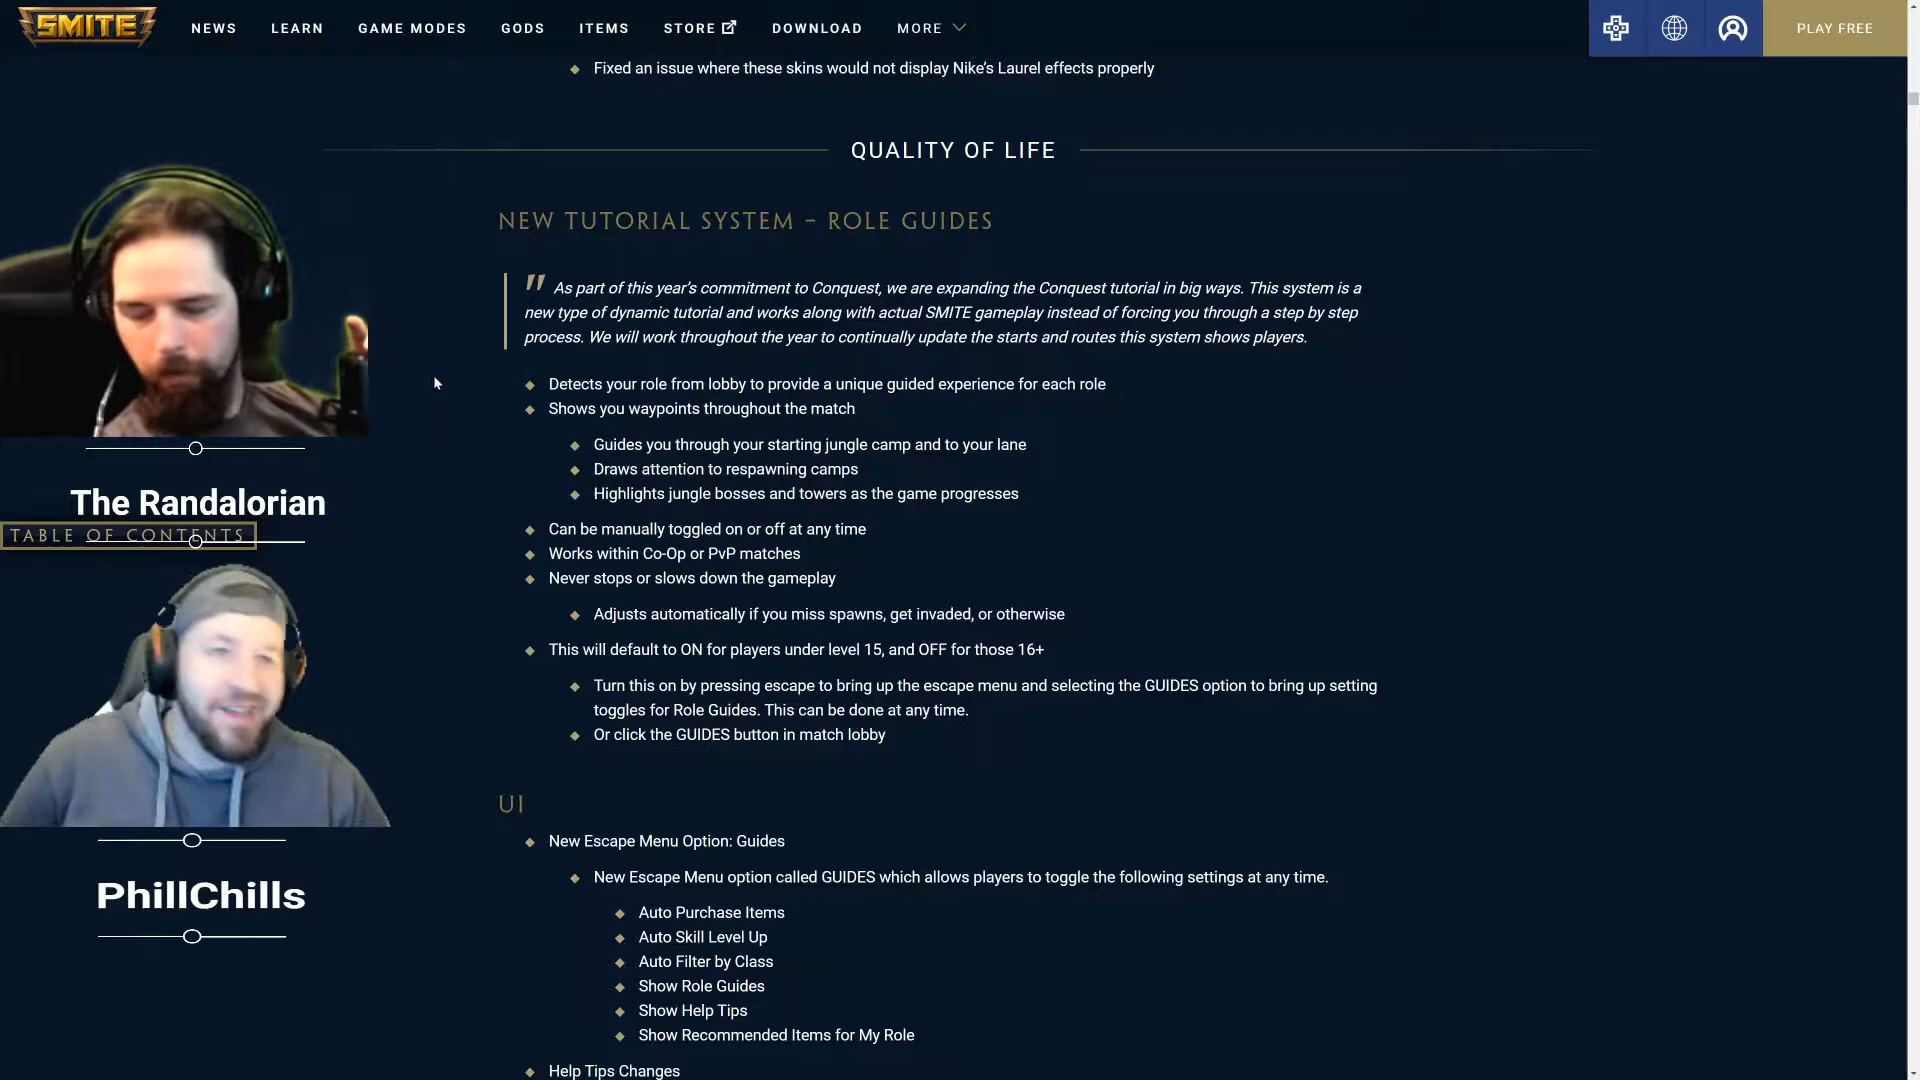 SMITE
NEWS LEARN GAME MODES GODS ITEMS STORE DOWNLOAD MORE PLAY FREE
Fixed an issue where these skins would not display Nike’s Laurel effects properly
QUALITY OF LIFE
NEW TUTORIAL SYSTEM – ROLE GUIDES
" As part of this year’s commitment to Conquest, we are expanding the Conquest tutorial in big ways. This system is a
new type of dynamic tutorial and works along with actual SMITE gameplay instead of forcing you through a step by step
process. We will work throughout the year to continually update the starts and routes this system shows players.
Detects your role from lobby to provide a unique guided experience for each role
Shows you waypoints throughout the match
Guides you through your starting jungle camp and to your lane
Draws attention to respawning camps
Highlights jungle bosses and towers as the game progresses
The Randalorian
TABLE OF CONTENTS
Can be manually toggled on or off at any time
Works within Co-Op or PvP matches
Never stops or slows down the gameplay
Adjusts automatically if you miss spawns, get invaded, or otherwise
This will default to ON for players under level 15, and OFF for those 16+
Turn this on by pressing escape to bring up the escape menu and selecting the GUIDES option to bring up setting
toggles for Role Guides. This can be done at any time.
Or click the GUIDES button in match lobby
UI
New Escape Menu Option: Guides
New Escape Menu option called GUIDES which allows players to toggle the following settings at any time.
PhillChills
Auto Purchase Items
Auto Skill Level Up
Auto Filter by Class
Show Role Guides
Show Help Tips
Show Recommended Items for My Role
Help Tips Changes